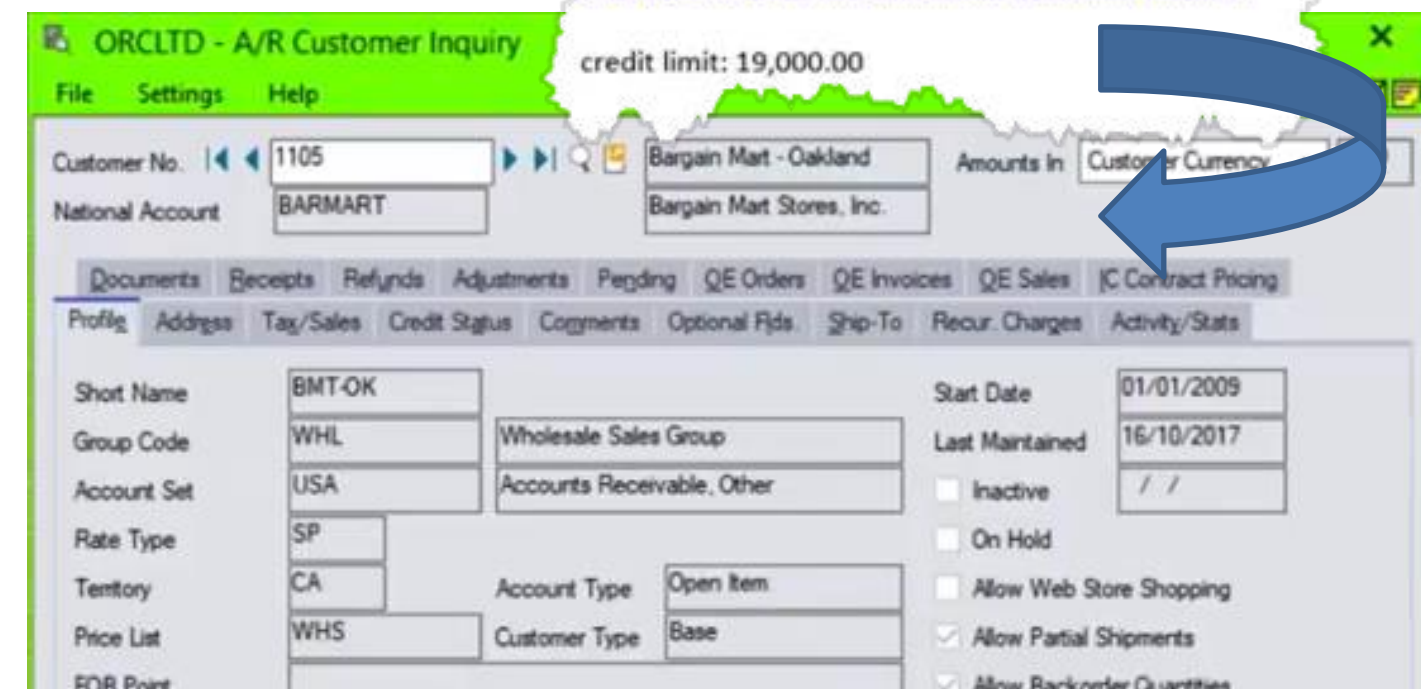 ORCLTD - A/R Customer Inquiry
credit limit: 19,000.00
File Settings Help
Customer No. 1105 Bargain Mart - Oakland Amounts In Customer Currency
National Account BARMART Bargain Mart Stores, Inc.
Documents Receipts Refunds Adjustments Pending OE Orders OE Invoices OE Sales IC Contract Pricing
Profile Address Tax/Sales Credit Status Comments Optional Flds. Ship-To Recur. Charges Activity/Stats
Short Name BMT-OK Start Date 01/01/2009
Group Code WHL Wholesale Sales Group Last Maintained 16/10/2017
Account Set USA Accounts Receivable, Other Inactive / /
Rate Type SP On Hold
Territory CA Account Type Open Item Allow Web Store Shopping
Price List WHS Customer Type Base Allow Partial Shipments
FOB Point Allow Backorder Quantities